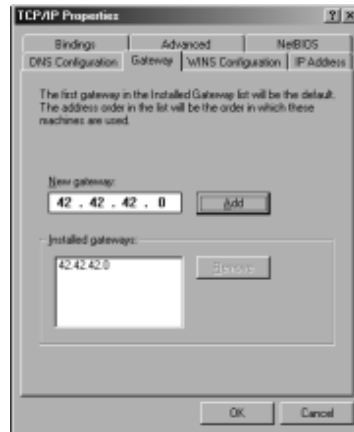 TCP/IP Properties
? X
Bindings Advanced NetBIOS
DNS Configuration Gateway WINS Configuration IP Address
The first gateway in the Installed Gateway list will be the default.
The address order in the list will be the order in which these
machines are used.
New gateway:
42 . 42 . 42 . 0 Add
Installed gateways:
42.42.42.0 Remove
OK Cancel